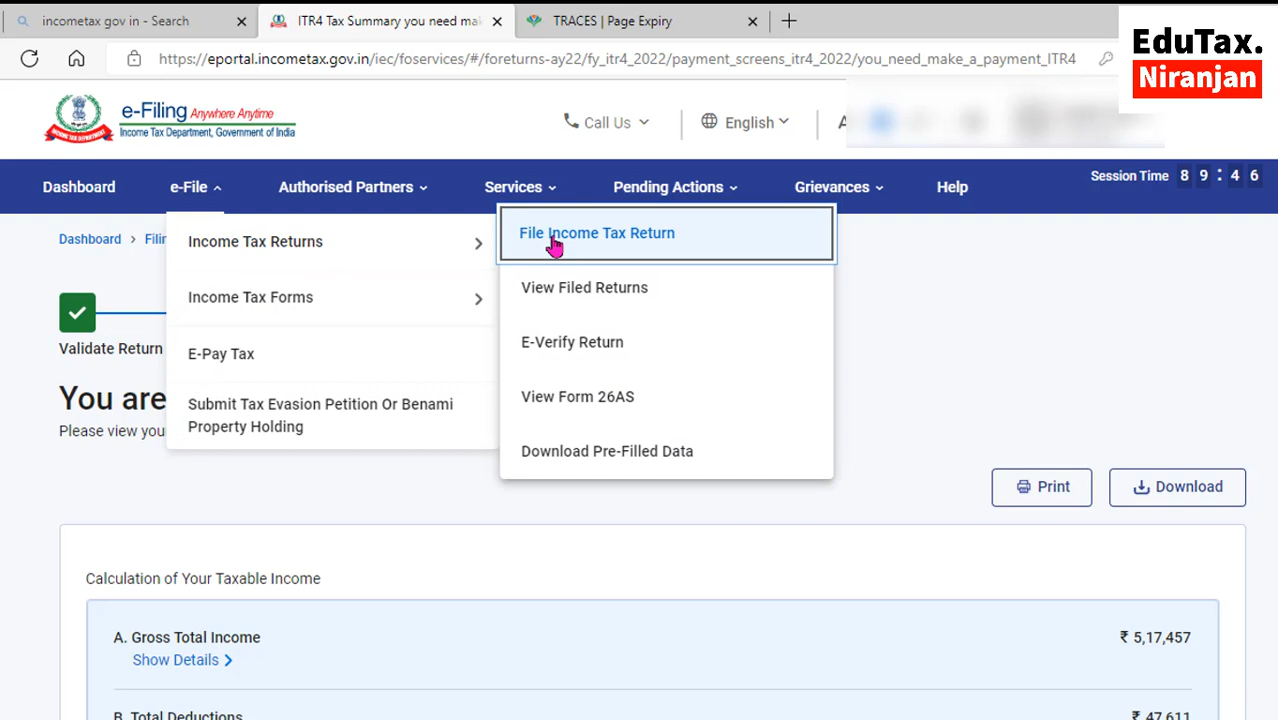 incometax gov in - Search
ITR4 Tax Summary you need ma
TRACES | Page Expiry
https://eportal.incometax.gov.in/iec/foservices/#/foreturns-ay22/fy_itr4_2022/payment_screens_itr4_2022/you_need_make_a_payment_ITR4
EduTax.
Niranjan
e-Filing Anywhere Anytime
Income Tax Department, Government of India
Call Us
English
A
Dashboard
e-File
Authorised Partners
Services
Pending Actions
Grievances
Help
Session Time 8 9 : 4 6
Dashboard > Filin
Income Tax Returns
Income Tax Forms
E-Pay Tax
Submit Tax Evasion Petition Or Benami
Property Holding
File Income Tax Return
View Filed Returns
E-Verify Return
View Form 26AS
Download Pre-Filled Data
Validate Return
You are
Please view you
Print
Download
Calculation of Your Taxable Income
A. Gross Total Income
₹ 5,17,457
Show Details
B. Total Deductions
₹ 47,611